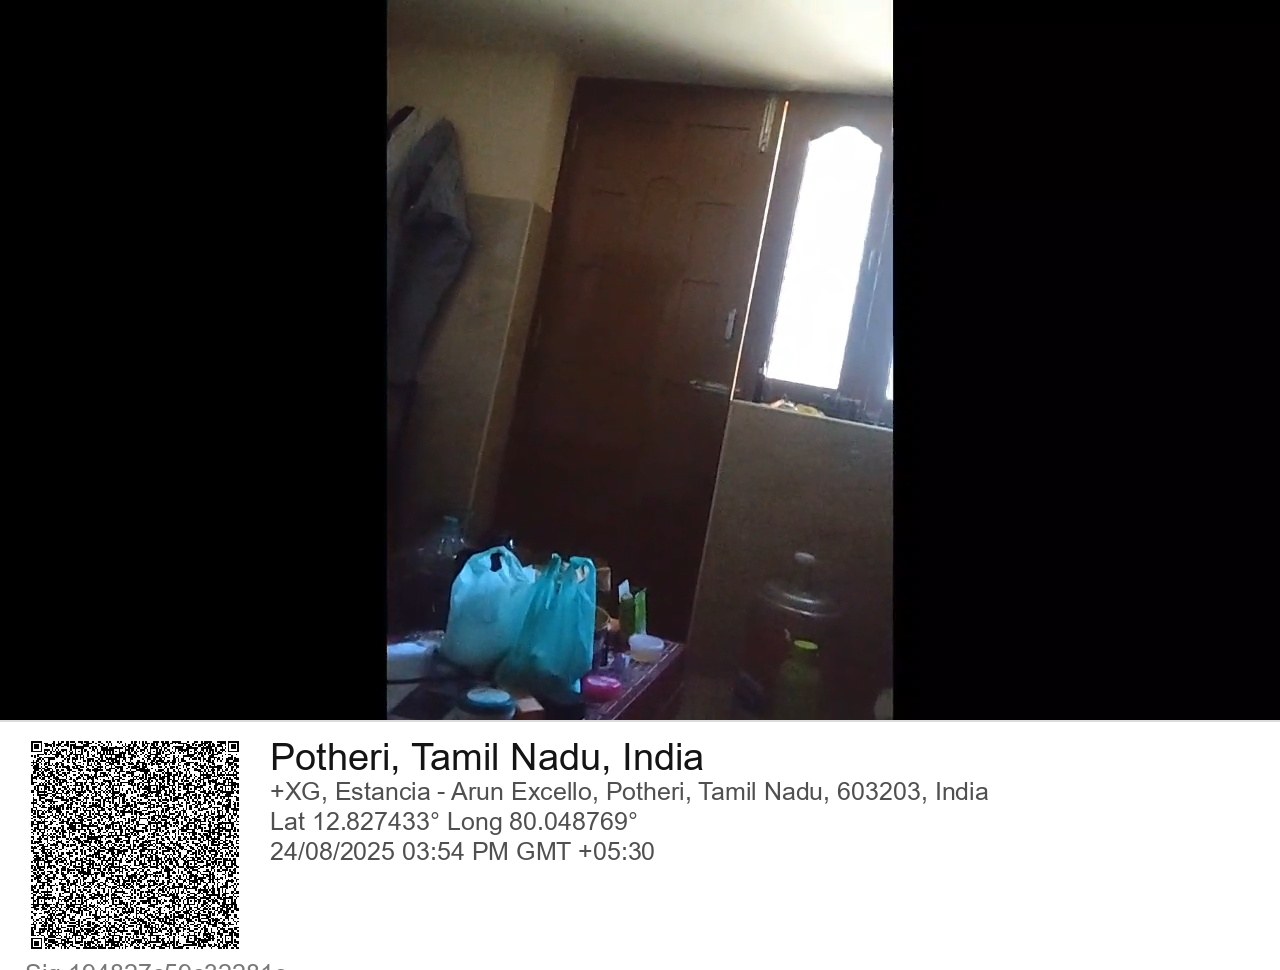 Potheri, Tamil Nadu, India
+XG, Estancia - Arun Excello, Potheri, Tamil Nadu, 603203, India
Lat 12.827433° Long 80.048769°
24/08/2025 03:54 PM GMT +05:30